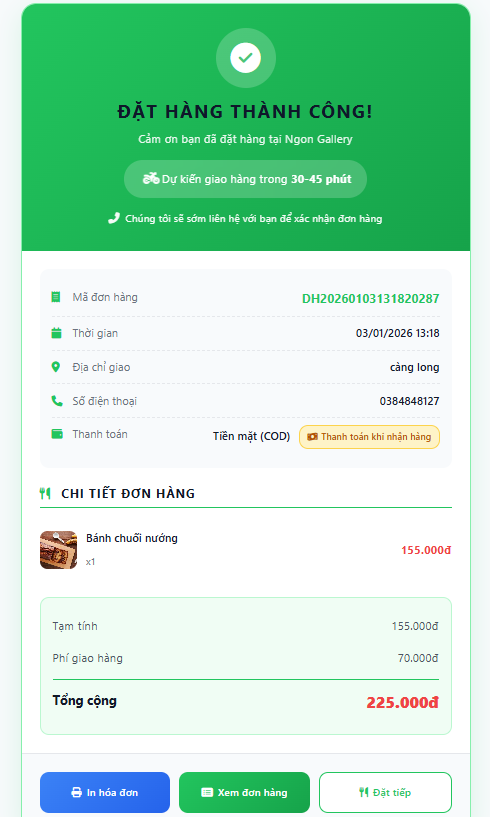 ĐẶT HÀNG THÀNH CÔNG!
Cảm ơn bạn đã đặt hàng tại Ngon Gallery
Dự kiến giao hàng trong 30-45 phút
Chúng tôi sẽ sớm liên hệ với bạn để xác nhận đơn hàng
Mã đơn hàng DH20260103131820287
Thời gian 03/01/2026 13:18
Địa chỉ giao càng long
Số điện thoại 0384848127
Thanh toán Tiền mặt (COD) Thanh toán khi nhận hàng
CHI TIẾT ĐƠN HÀNG
Bánh chuối nướng
x1
155.000đ
Tạm tính 155.000đ
Phí giao hàng 70.000đ
Tổng cộng 225.000đ
In hóa đơn Xem đơn hàng Đặt tiếp